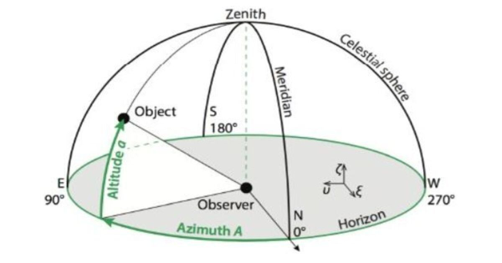 Zenith
Celestial sphere
Meridian
Object
S
180°
Altitude a
E
90°
W
270°
ζ
υ
ξ
Observer
N
0°
Azimuth A
Horizon